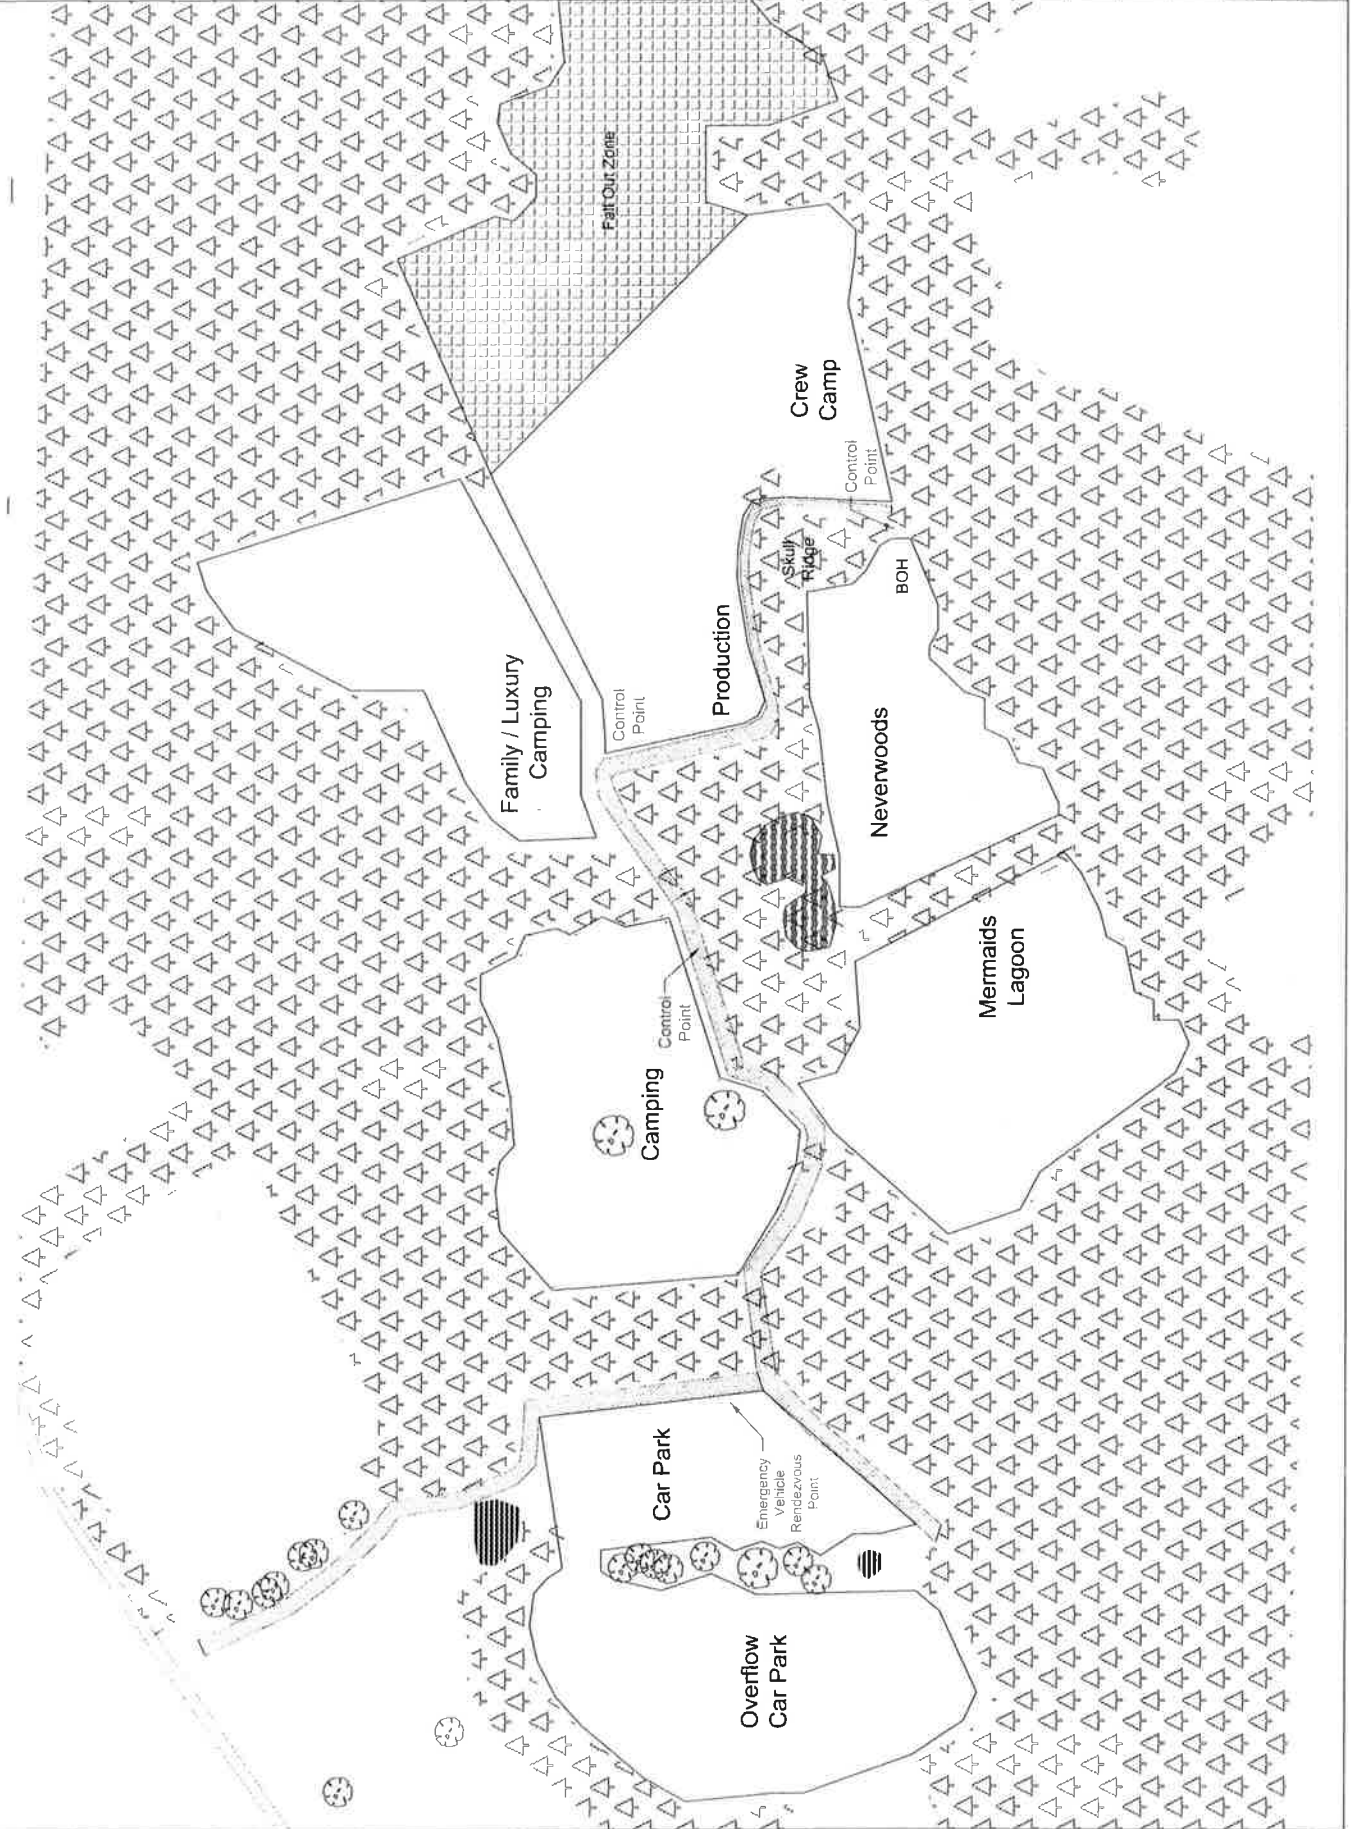 Overflow
Car Park
Car Park
Emergency
Vehicle
Rendezvous
Point
Camping
Control
Point
Mermaids
Lagoon
Family / Luxury
Camping
Control
Point
Production
Neverwoods
Skull
Ridge
BOH
Control
Point
Crew
Camp
Fall Out Zone